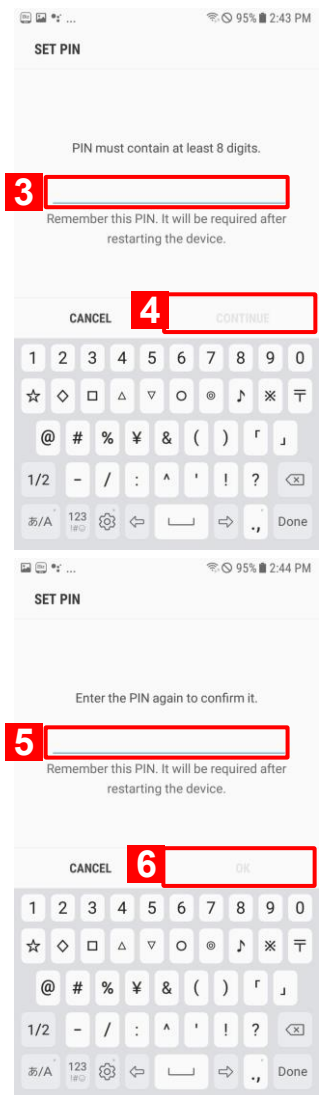 95% 2:43 PM
SET PIN
PIN must contain at least 8 digits.
3
Remember this PIN. It will be required after
restarting the device.
CANCEL 4 CONTINUE
1 2 3 4 5 6 7 8 9 0
☆ ◇ □ △ ▽ ○ ◎ ♪ ※ 〒
@ # % ¥ & ( ) 「 」
1/2 - / : ^ ' ! ? 
あ/A 123 !#☺ ., Done
... 95% 2:44 PM
SET PIN
Enter the PIN again to confirm it.
5
Remember this PIN. It will be required after
restarting the device.
CANCEL 6 OK
1 2 3 4 5 6 7 8 9 0
☆ ◇ □ △ ▽ ○ ◎ ♪ ※ 〒
@ # % ¥ & ( ) 「 」
1/2 - / : ^ ' ! ?
あ/A 123 !#☺ ., Done